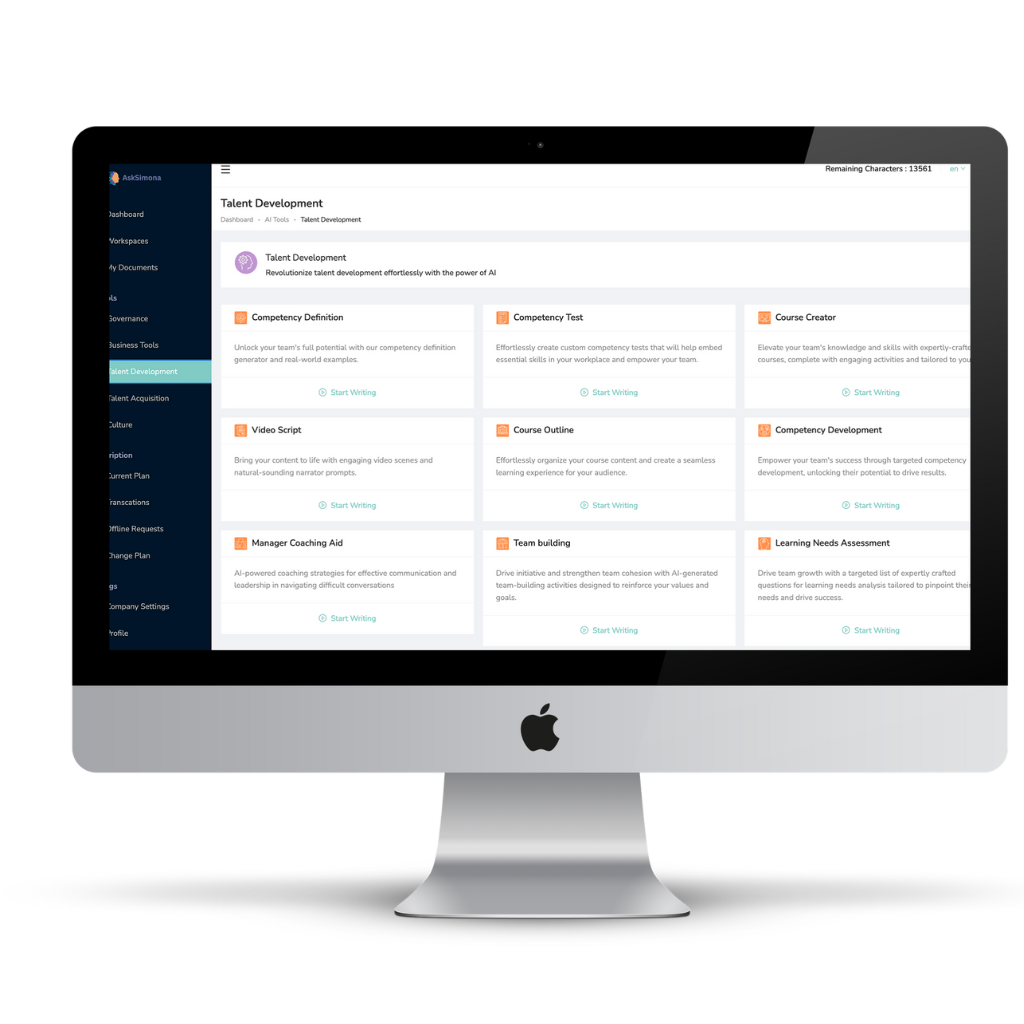 AskSimona
Dashboard
Workspaces
My Documents
ols
Governance
Business Tools
Talent Development
Talent Acquisition
Culture
ription
Current Plan
Transcations
Offline Requests
Change Plan
gs
Company Settings
Profile
Remaining Characters : 13561
en
Talent Development
Dashboard - AI Tools - Talent Development
Talent Development
Revolutionize talent development effortlessly with the power of AI
Competency Definition
Unlock your team's full potential with our competency definition
generator and real-world examples.
Start Writing
Competency Test
Effortlessly create custom competency tests that will help embed
essential skills in your workplace and empower your team.
Start Writing
Course Creator
Elevate your team's knowledge and skills with expertly-crafte
courses, complete with engaging activities and tailored to you
Start Writing
Video Script
Bring your content to life with engaging video scenes and
natural-sounding narrator prompts.
Start Writing
Course Outline
Effortlessly organize your course content and create a seamless
learning experience for your audience.
Start Writing
Competency Development
Empower your team's success through targeted competency
development, unlocking their potential to drive results.
Start Writing
Manager Coaching Aid
AI-powered coaching strategies for effective communication and
leadership in navigating difficult conversations
Start Writing
Team building
Drive initiative and strengthen team cohesion with AI-generated
team-building activities designed to reinforce your values and
goals.
Start Writing
Learning Needs Assessment
Drive team growth with a targeted list of expertly crafted
questions for learning needs analysis tailored to pinpoint their
needs and drive success.
Start Writing